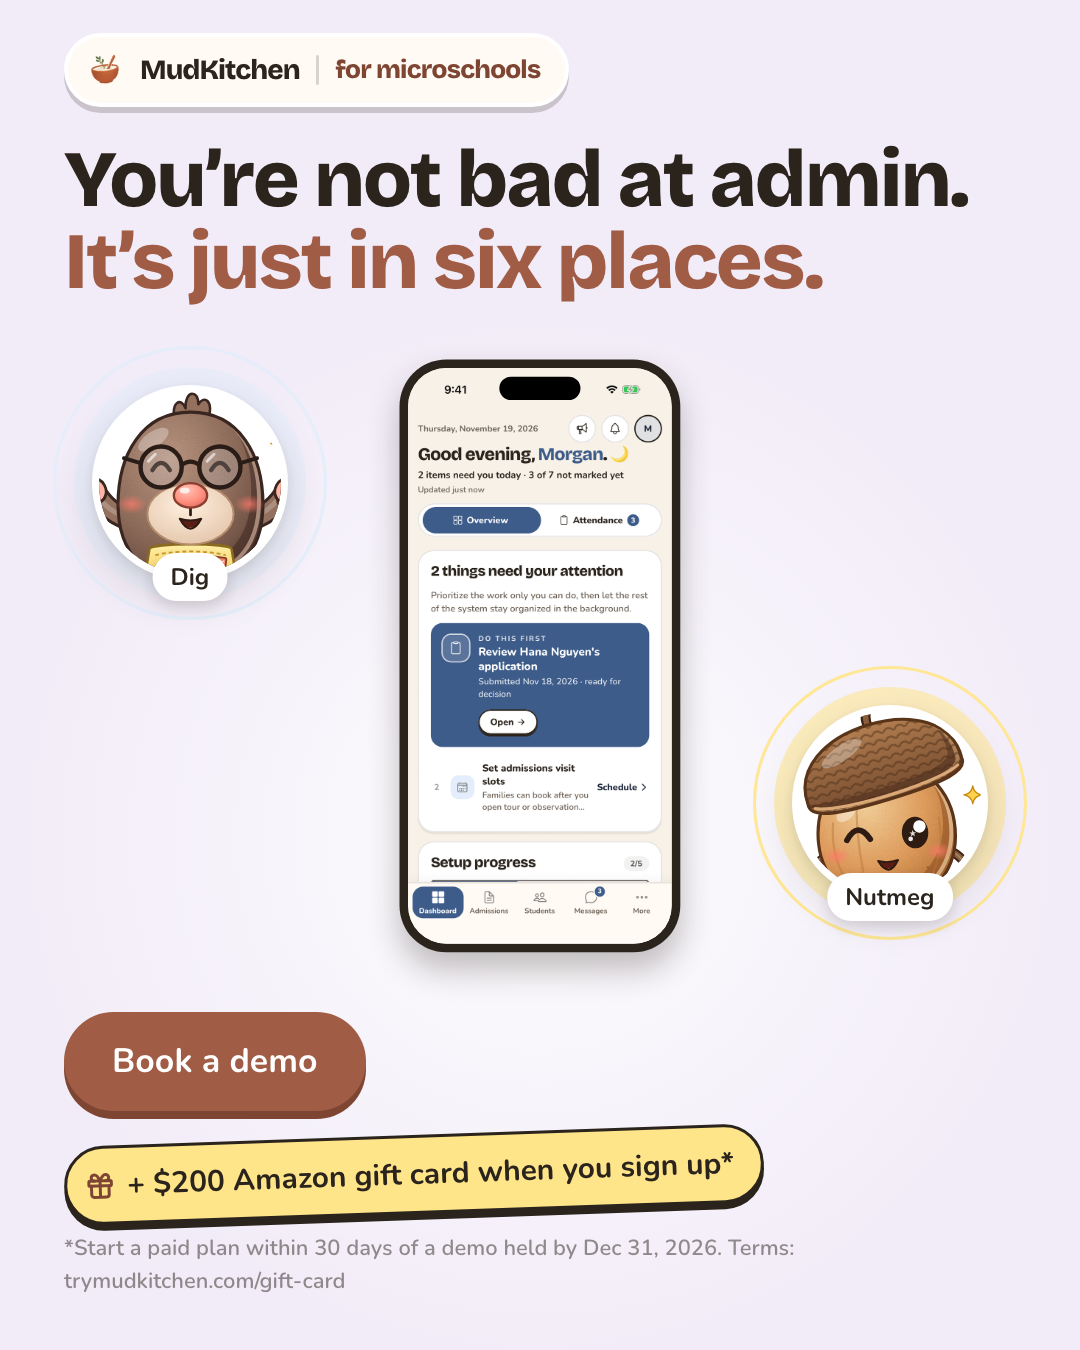 MudKitchen | for microschools
You're not bad at admin.
It's just in six places.
Dig
9:41
Thursday, November 19, 2026
M
Good evening, Morgan. 🌙
2 items need you today · 3 of 7 not marked yet
Updated just now
Overview
Attendance 3
2 things need your attention
Prioritize the work only you can do, then let the rest
of the system stay organized in the background.
DO THIS FIRST
Review Hana Nguyen's
application
Submitted Nov 18, 2026 · ready for
decision
Open →
2
Set admissions visit
slots
Families can book after you
open tour or observation...
Schedule >
Setup progress
2/5
Dashboard
Admissions
Students
Messages 3
More
Nutmeg
Book a demo
+ $200 Amazon gift card when you sign up*
*Start a paid plan within 30 days of a demo held by Dec 31, 2026. Terms:
trymudkitchen.com/gift-card